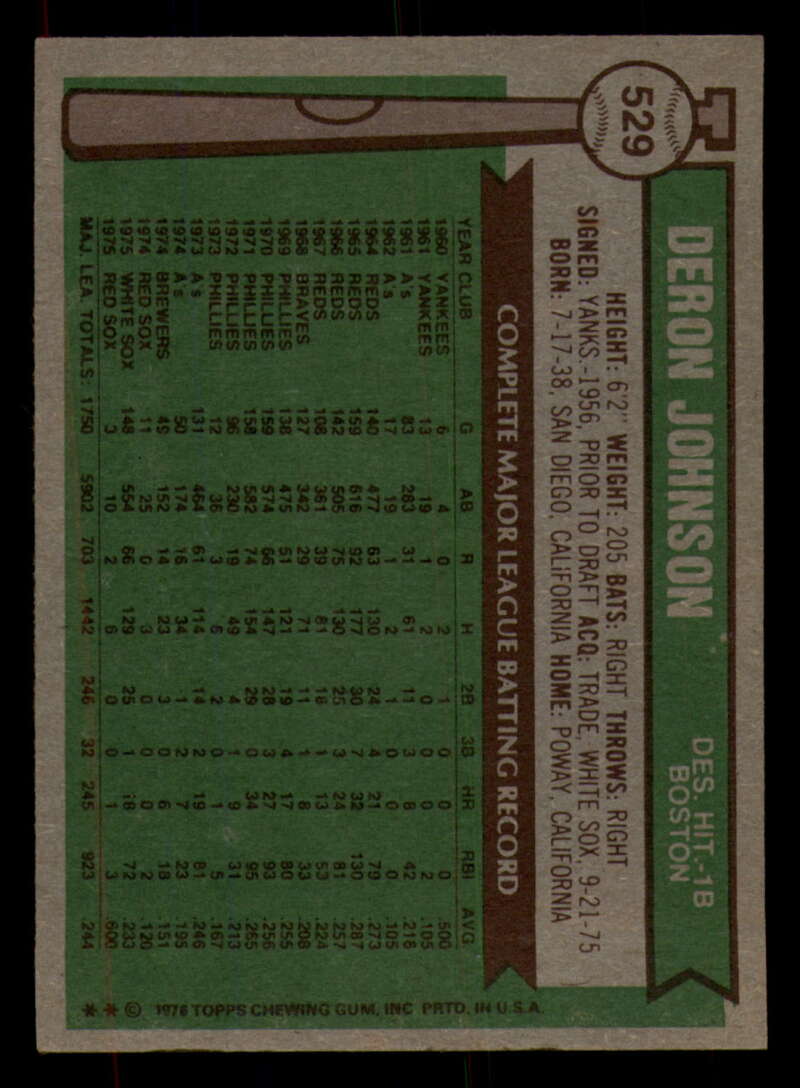 529
DERON JOHNSON
DES. HIT.-1B
BOSTON
HEIGHT: 6'2" WEIGHT: 205 BATS: RIGHT THROWS: RIGHT
SIGNED: YANKS.-1956, PRIOR TO DRAFT ACQ: TRADE, WHITE SOX, 9-21-75
BORN: 7-17-38, SAN DIEGO, CALIFORNIA HOME: POWAY, CALIFORNIA
COMPLETE MAJOR LEAGUE BATTING RECORD
YEAR CLUB G AB R H 2B 3B HR RBI AVG
1960 YANKEES 6 4 0 2 1 0 0 0 .500
1961 YANKEES 13 19 1 2 0 0 0 2 .105
1961 A's 83 283 31 61 11 3 8 42 .216
1962 A's 17 19 1 2 1 0 0 0 .105
1964 REDS 140 477 63 130 24 4 21 79 .273
1965 REDS 159 616 92 177 30 7 32 130 .287
1966 REDS 142 505 75 130 25 3 24 81 .257
1967 REDS 108 361 39 81 16 1 13 53 .224
1968 BRAVES 127 342 29 71 11 1 8 33 .208
1969 PHILLIES 138 475 51 121 19 4 17 80 .255
1970 PHILLIES 159 574 66 147 28 3 27 93 .256
1971 PHILLIES 158 582 74 154 29 0 34 95 .265
1972 PHILLIES 96 230 19 49 4 1 9 31 .213
1973 PHILLIES 12 36 3 6 2 0 1 5 .167
1973 A's 131 464 61 114 14 2 19 81 .246
1974 A's 50 174 16 34 1 2 7 23 .195
1974 BREWERS 49 152 14 23 3 0 6 18 .151
1974 RED SOX 11 25 0 3 0 0 0 2 .120
1975 WHITE SOX 148 554 66 129 25 1 18 72 .233
1975 RED SOX 3 10 2 6 0 0 1 3 .600
MAJ. LEA. TOTALS: 1750 5902 703 1442 246 32 245 923 .244
** © 1976 TOPPS CHEWING GUM, INC PRTD. IN U.S.A.